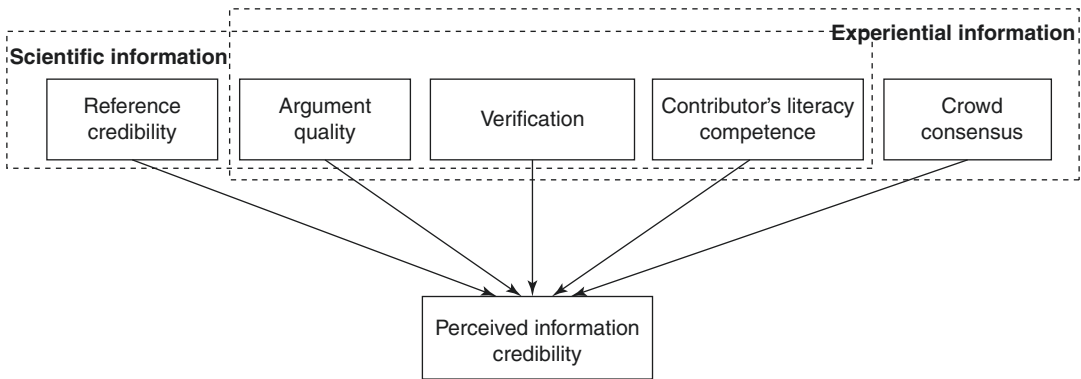 Experiential information
Scientific information
Reference
credibility
Argument
quality
Verification
Contributor's literacy
competence
Crowd
consensus
Perceived information
credibility